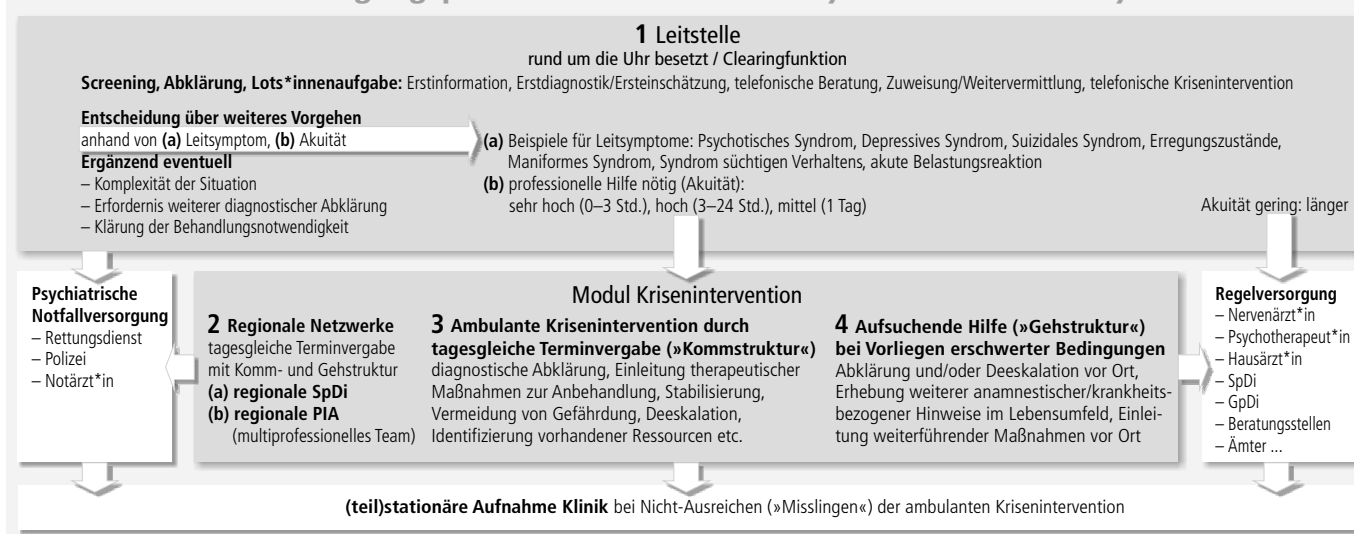 1 Leitstelle
rund um die Uhr besetzt / Clearingfunktion
Screening, Abklärung, Lots*innenaufgabe: Erstinformation, Erstdiagnostik/Ersteinschätzung, telefonische Beratung, Zuweisung/Weitervermittlung, telefonische Krisenintervention
Entscheidung über weiteres Vorgehen
anhand von (a) Leitsymptom, (b) Akuität
Ergänzend eventuell
– Komplexität der Situation
– Erfordernis weiterer diagnostischer Abklärung
– Klärung der Behandlungsnotwendigkeit
(a) Beispiele für Leitsymptome: Psychotisches Syndrom, Depressives Syndrom, Suizidales Syndrom, Erregungszustände,
Maniformes Syndrom, Syndrom süchtigen Verhaltens, akute Belastungsreaktion
(b) professionelle Hilfe nötig (Akuität):
sehr hoch (0–3 Std.), hoch (3–24 Std.), mittel (1 Tag)
Akuität gering: länger
Psychiatrische
Notfallversorgung
– Rettungsdienst
– Polizei
– Notärzt*in
Modul Krisenintervention
2 Regionale Netzwerke
tagesgleiche Terminvergabe
mit Komm- und Gehstruktur
(a) regionale SpDi
(b) regionale PIA
(multiprofessionelles Team)
3 Ambulante Krisenintervention durch
tagesgleiche Terminvergabe (»Kommstruktur«)
diagnostische Abklärung, Einleitung therapeutischer
Maßnahmen zur Anbehandlung, Stabilisierung,
Vermeidung von Gefährdung, Deeskalation,
Identifizierung vorhandener Ressourcen etc.
4 Aufsuchende Hilfe (»Gehstruktur«)
bei Vorliegen erschwerter Bedingungen
Abklärung und/oder Deeskalation vor Ort,
Erhebung weiterer anamnestischer/krankheits-
bezogener Hinweise im Lebensumfeld, Einlei-
tung weiterführender Maßnahmen vor Ort
Regelversorgung
– Nervenärzt*in
– Psychotherapeut*in
– Hausärzt*in
– SpDi
– GpDi
– Beratungsstellen
– Ämter ...
(teil)stationäre Aufnahme Klinik bei Nicht-Ausreichen (»Misslingen«) der ambulanten Krisenintervention